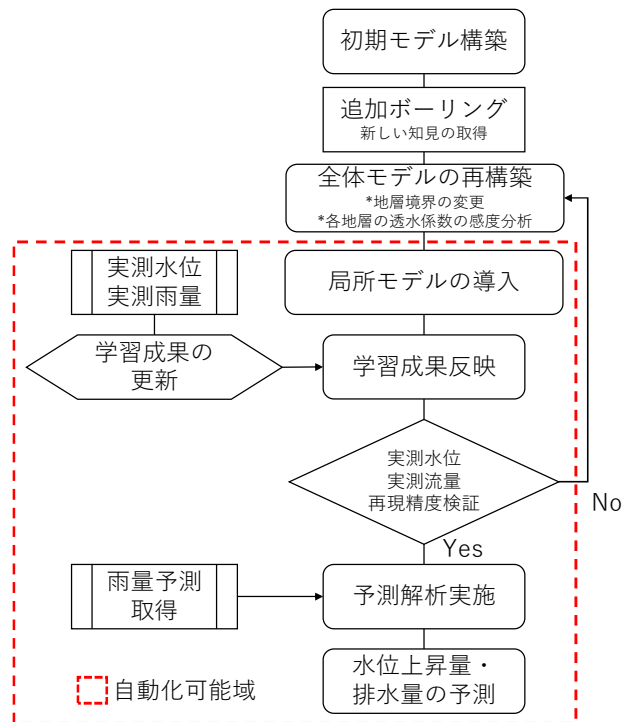 初期モデル構築
追加ボーリング
新しい知見の取得
全体モデルの再構築
*地層境界の変更
*各地層の透水係数の感度分析
実測水位
実測雨量
局所モデルの導入
学習成果の
更新
学習成果反映
実測水位
実測流量
再現精度検証
No
Yes
雨量予測
取得
予測解析実施
水位上昇量・
排水量の予測
自動化可能域